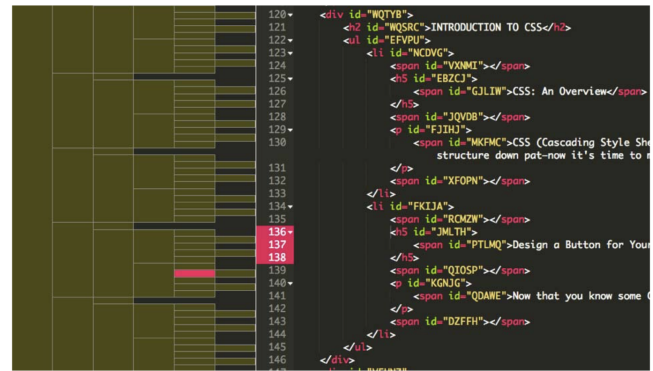 120 <div id="WQTYB">
121 <h2 id="WQSRC">INTRODUCTION TO CSS</h2>
122 <ul id="EFVPU">
123 <li id="NCDVG">
124 <span id="VXNMI"></span>
125 <h5 id="EBZCJ">
126 <span id="GJLIW">CSS: An Overview</span>
127 </h5>
128 <span id="JQVDB"></span>
129 <p id="FJIHJ">
130 <span id="MKFMC">CSS (Cascading Style She
structure down pat—now it's time to
131 </p>
132 <span id="XFOPN"></span>
133 </li>
134 <li id="FKIJA">
135 <span id="RCMZW"></span>
136 <h5 id="JMLTH">
137 <span id="PTLMQ">Design a Button for Your
138 </h5>
139 <span id="QIOSP"></span>
140 <p id="KGNJG">
141 <span id="QDAWE">Now that you know some
142 </p>
143 <span id="DZFFH"></span>
144 </li>
145 </ul>
146 </div>